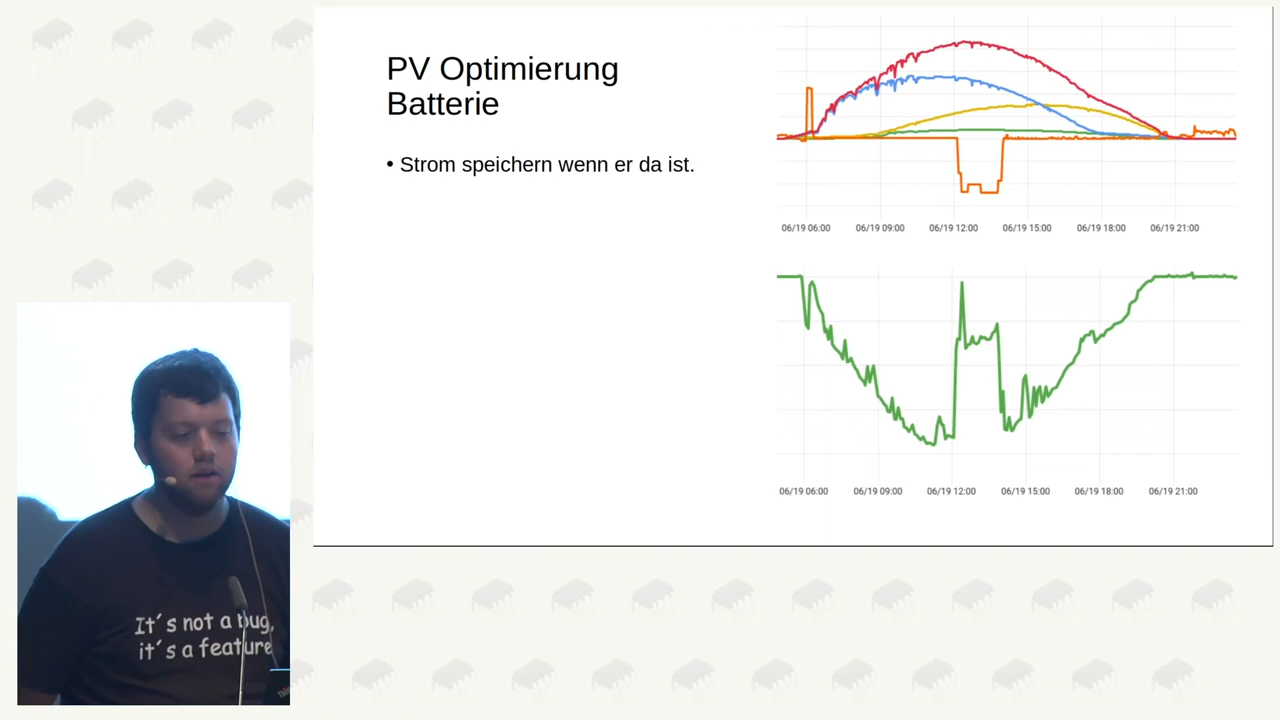 PV Optimierung
Batterie
• Strom speichern wenn er da ist.
06/19 06:00 06/19 09:00 06/19 12:00 06/19 15:00 06/19 18:00 06/19 21:00
06/19 06:00 06/19 09:00 06/19 12:00 06/19 15:00 06/19 18:00 06/19 21:00
It´s not a bug,
it´s a feature